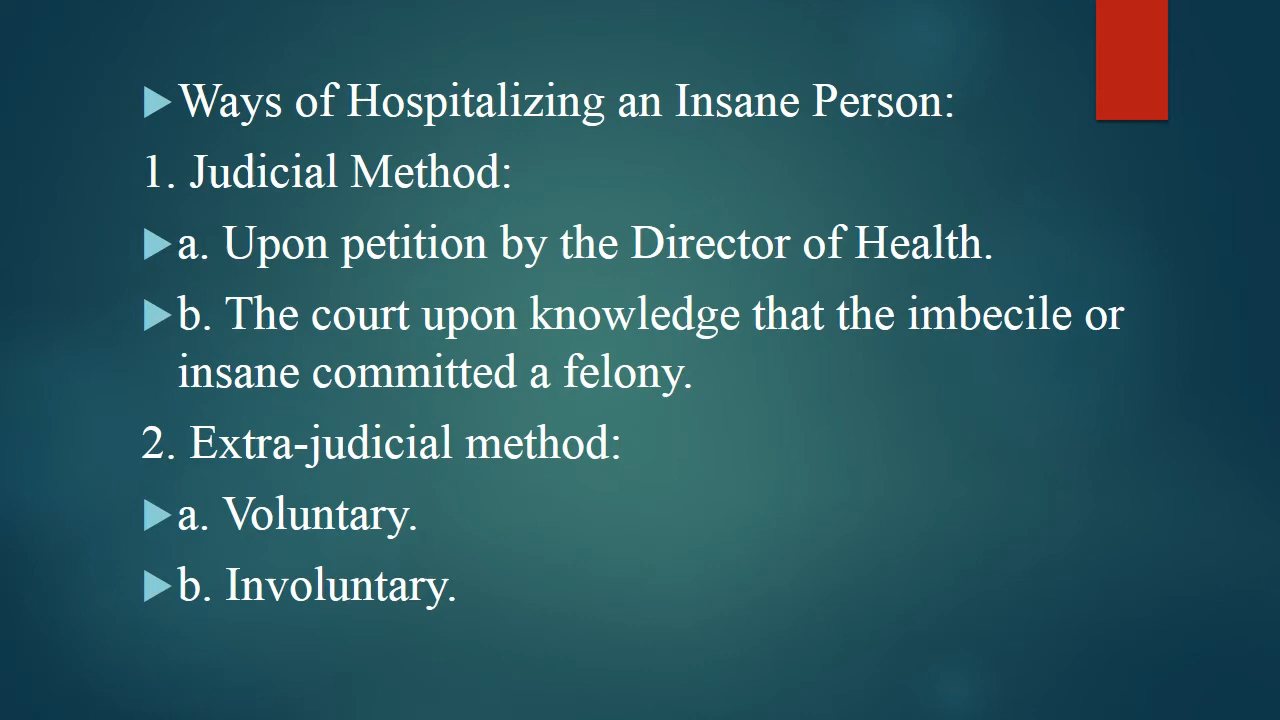 Ways of Hospitalizing an Insane Person:
1. Judicial Method:
a. Upon petition by the Director of Health.
b. The court upon knowledge that the imbecile or
insane committed a felony.
2. Extra-judicial method:
a. Voluntary.
b. Involuntary.